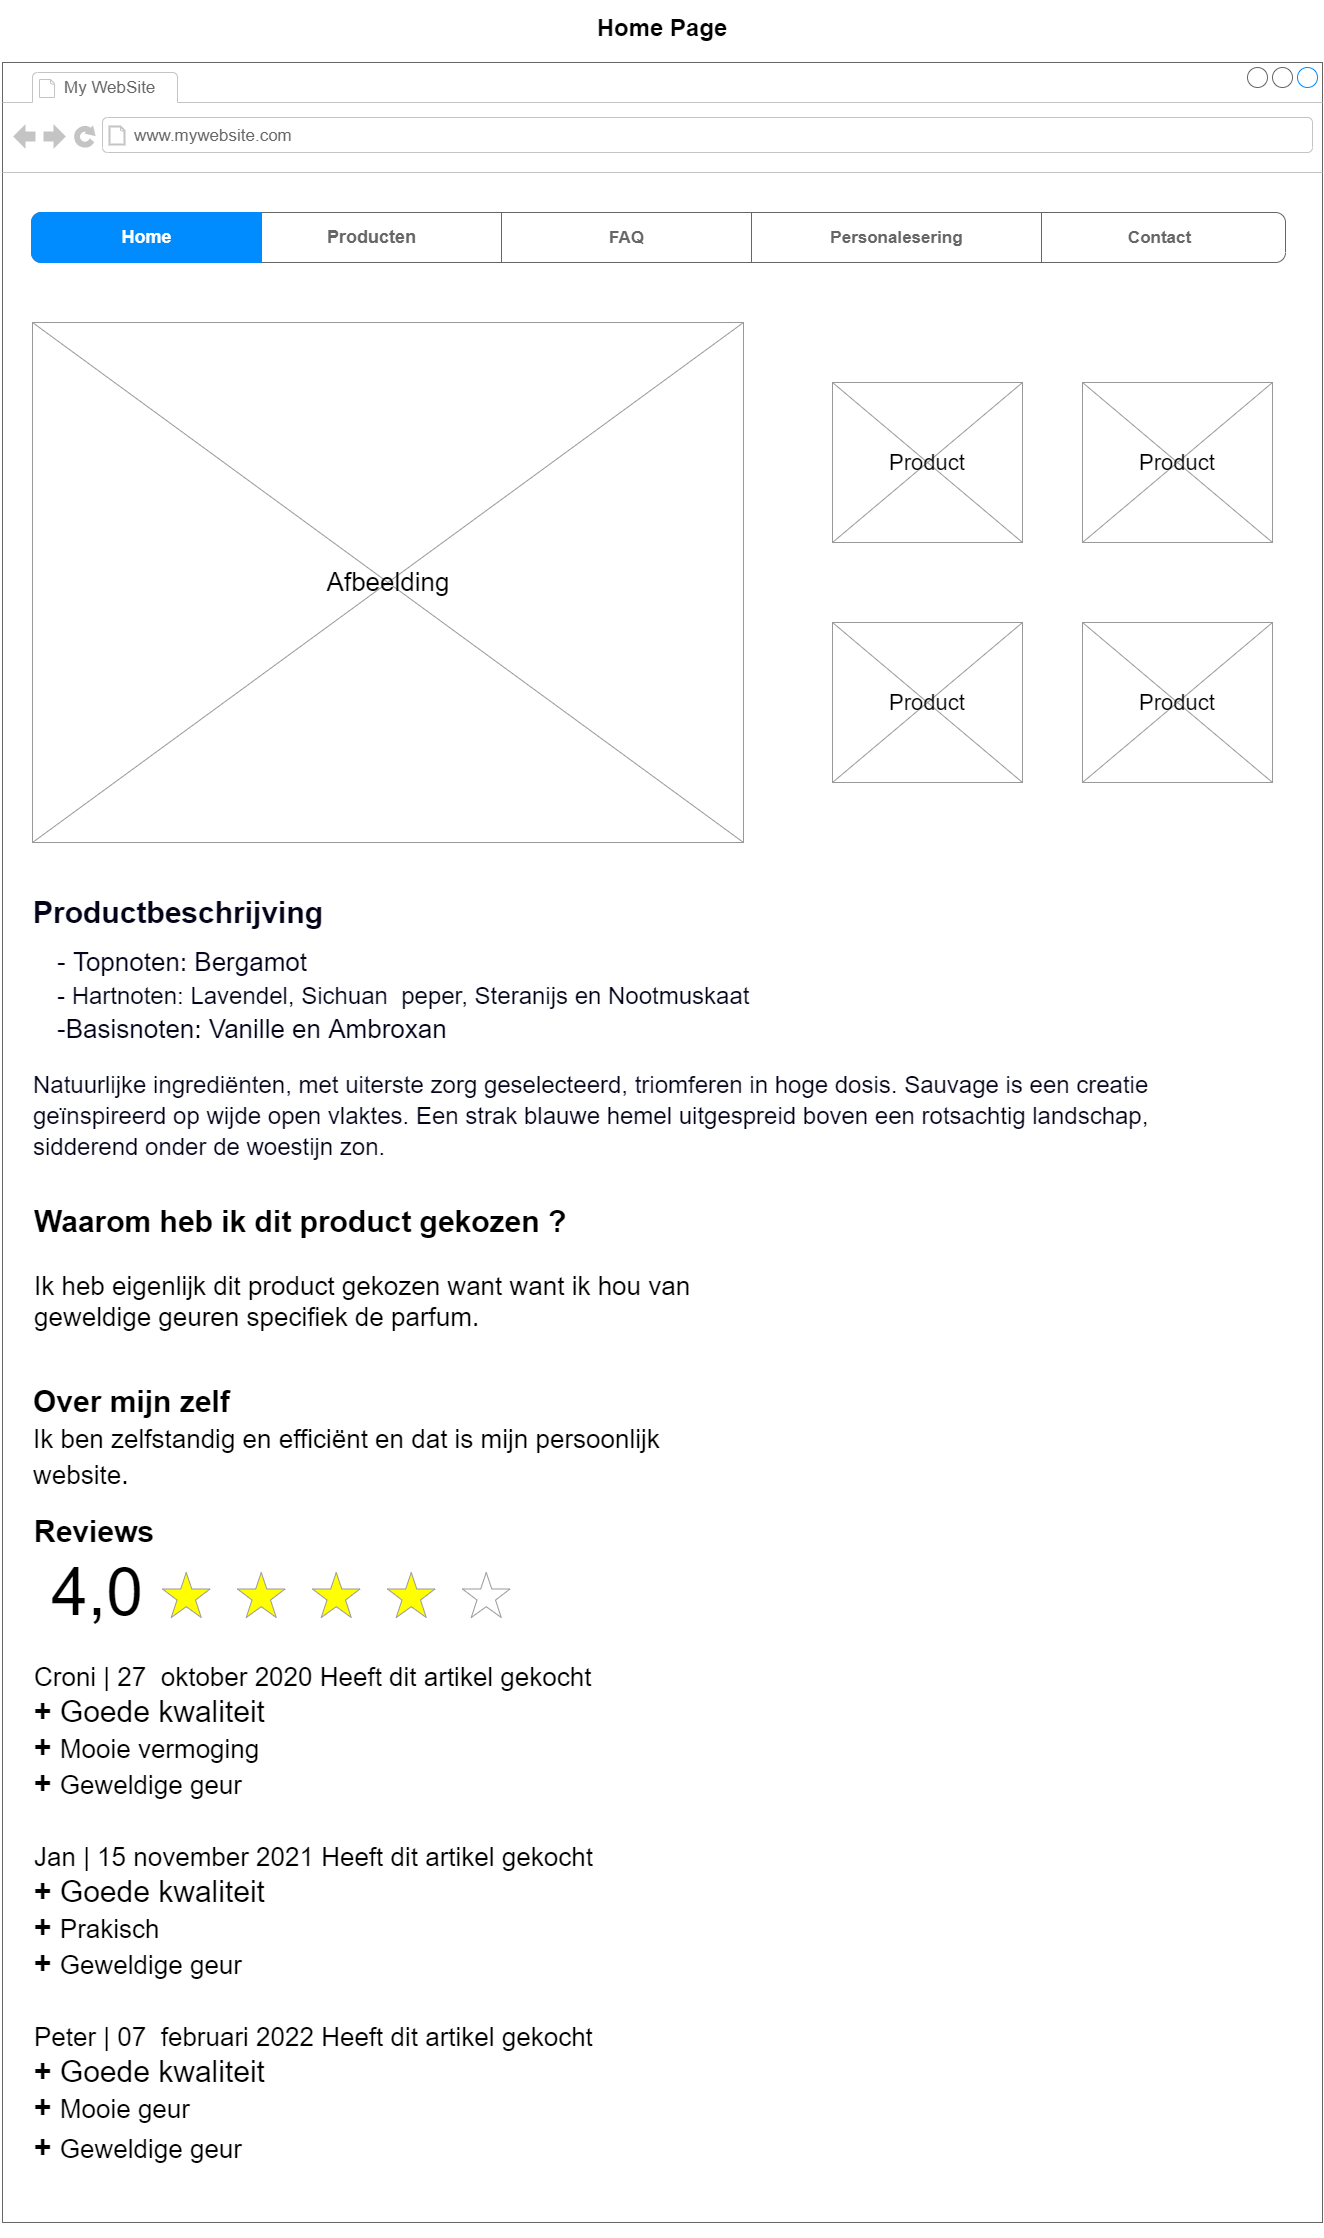 Home Page
My WebSite
www.mywebsite.com
Home
Producten
FAQ
Personalesering
Contact
Afbeelding
Product
Product
Product
Product
Productbeschrijving
- Topnoten: Bergamot
- Hartnoten: Lavendel, Sichuan  peper, Steranijs en Nootmuskaat
-Basisnoten: Vanille en Ambroxan
Natuurlijke ingrediënten, met uiterste zorg geselecteerd, triomferen in hoge dosis. Sauvage is een creatie
geïnspireerd op wijde open vlaktes. Een strak blauwe hemel uitgespreid boven een rotsachtig landschap,
sidderend onder de woestijn zon.
Waarom heb ik dit product gekozen ?
Ik heb eigenlijk dit product gekozen want want ik hou van
geweldige geuren specifiek de parfum.
Over mijn zelf
Ik ben zelfstandig en efficiënt en dat is mijn persoonlijk
website.
Reviews
4,0
Croni | 27  oktober 2020 Heeft dit artikel gekocht
+ Goede kwaliteit
+ Mooie vermoging
+ Geweldige geur
Jan | 15 november 2021 Heeft dit artikel gekocht
+ Goede kwaliteit
+ Prakisch
+ Geweldige geur
Peter | 07  februari 2022 Heeft dit artikel gekocht
+ Goede kwaliteit
+ Mooie geur
+ Geweldige geur